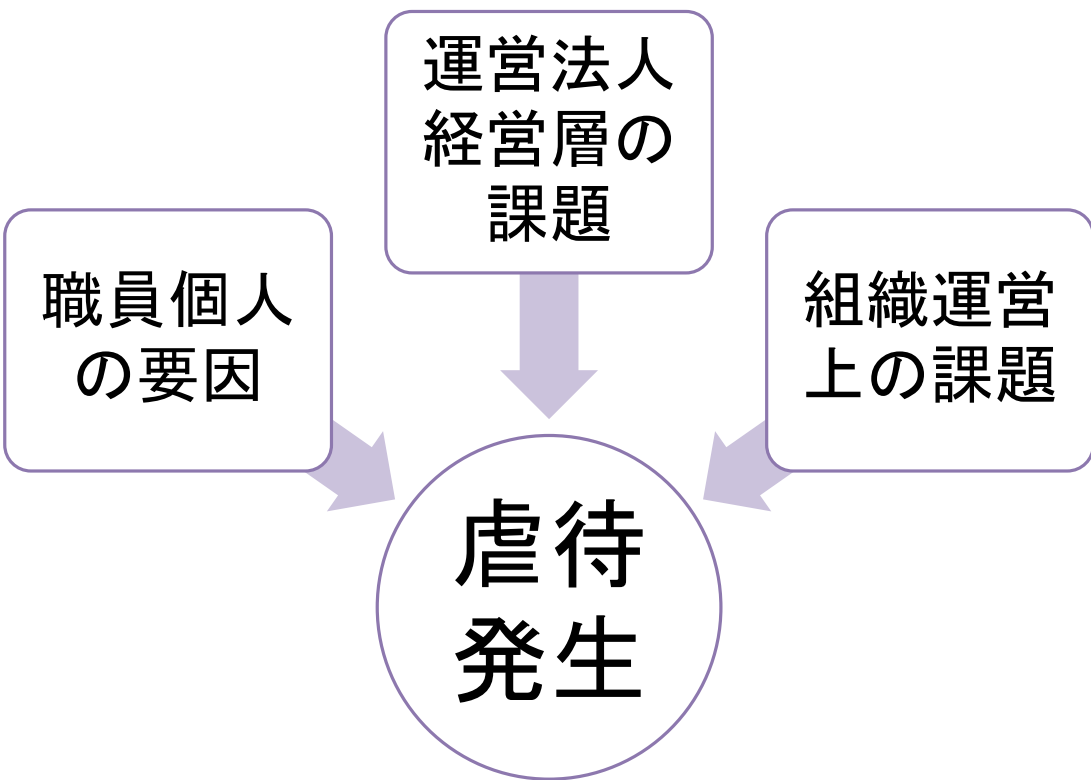 運営法人
経営層の
課題
職員個人
の要因
組織運営
上の課題
虐待
発生